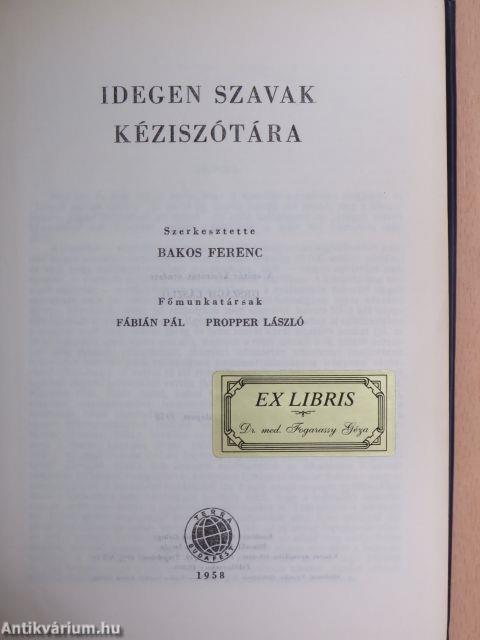 IDEGEN SZAVAK
KÉZISZÓTÁRA
Szerkesztette
BAKOS FERENC
Főmunkatársak
FÁBIÁN PÁL PROPPER LÁSZLÓ
EX LIBRIS
Dr. med. Fogarassy Géza
TERRA
BUDAPEST
1958
Antikvárium.hu